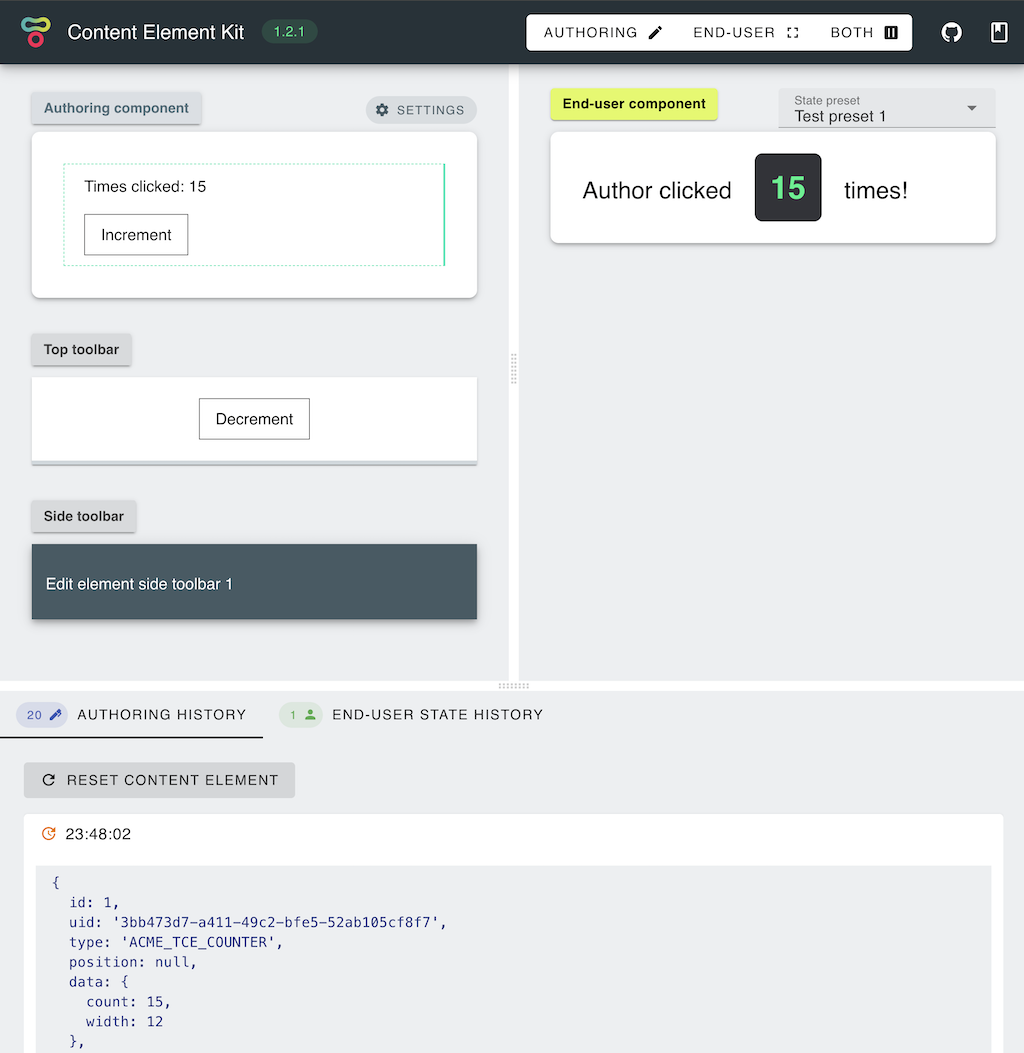 Content Element Kit 1.2.1 AUTHORING END-USER BOTH
Authoring component SETTINGS
Times clicked: 15
Increment
Top toolbar
Decrement
Side toolbar
Edit element side toolbar 1
End-user component
State preset
Test preset 1
Author clicked 15 times!
20 AUTHORING HISTORY 1 END-USER STATE HISTORY
RESET CONTENT ELEMENT
23:48:02
{
id: 1,
uid: '3bb473d7-a411-49c2-bfe5-52ab105cf8f7',
type: 'ACME_TCE_COUNTER',
position: null,
data: {
count: 15,
width: 12
},